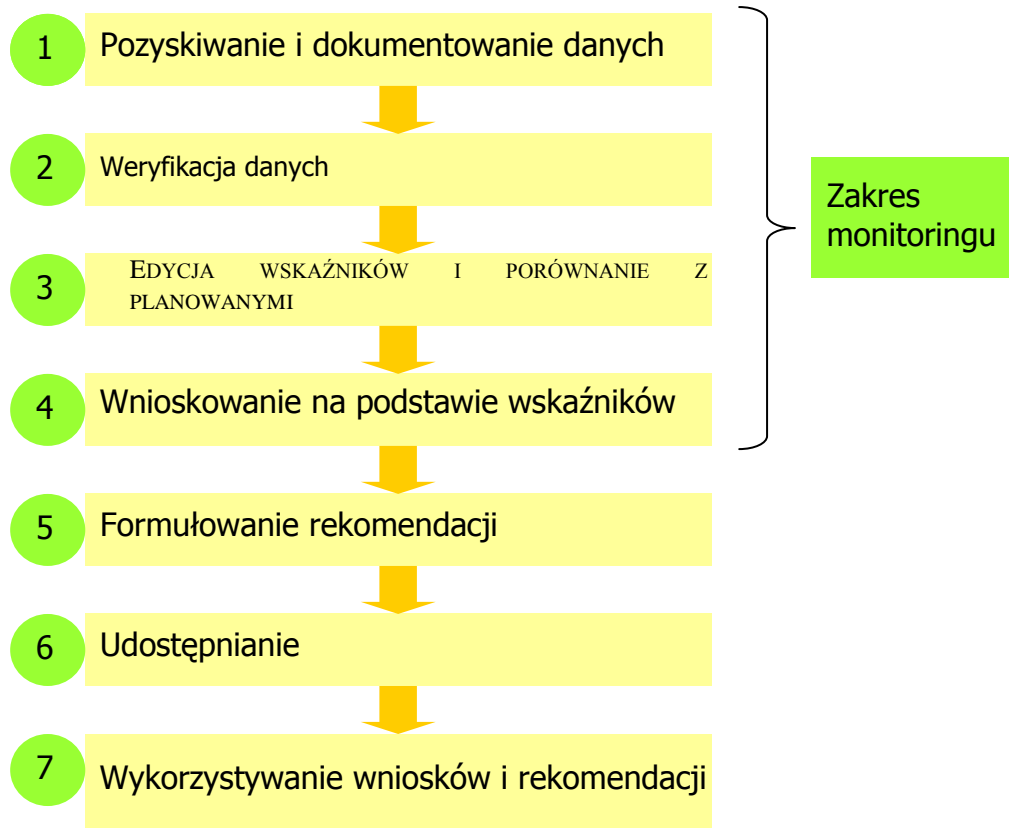 1
Pozyskiwanie i dokumentowanie danych
2
Weryfikacja danych
3
EDYCJA WSKAŹNIKÓW I PORÓWNANIE Z
PLANOWANYMI
4
Wnioskowanie na podstawie wskaźników
5
Formułowanie rekomendacji
6
Udostępnianie
7
Wykorzystywanie wniosków i rekomendacji
Zakres
monitoringu